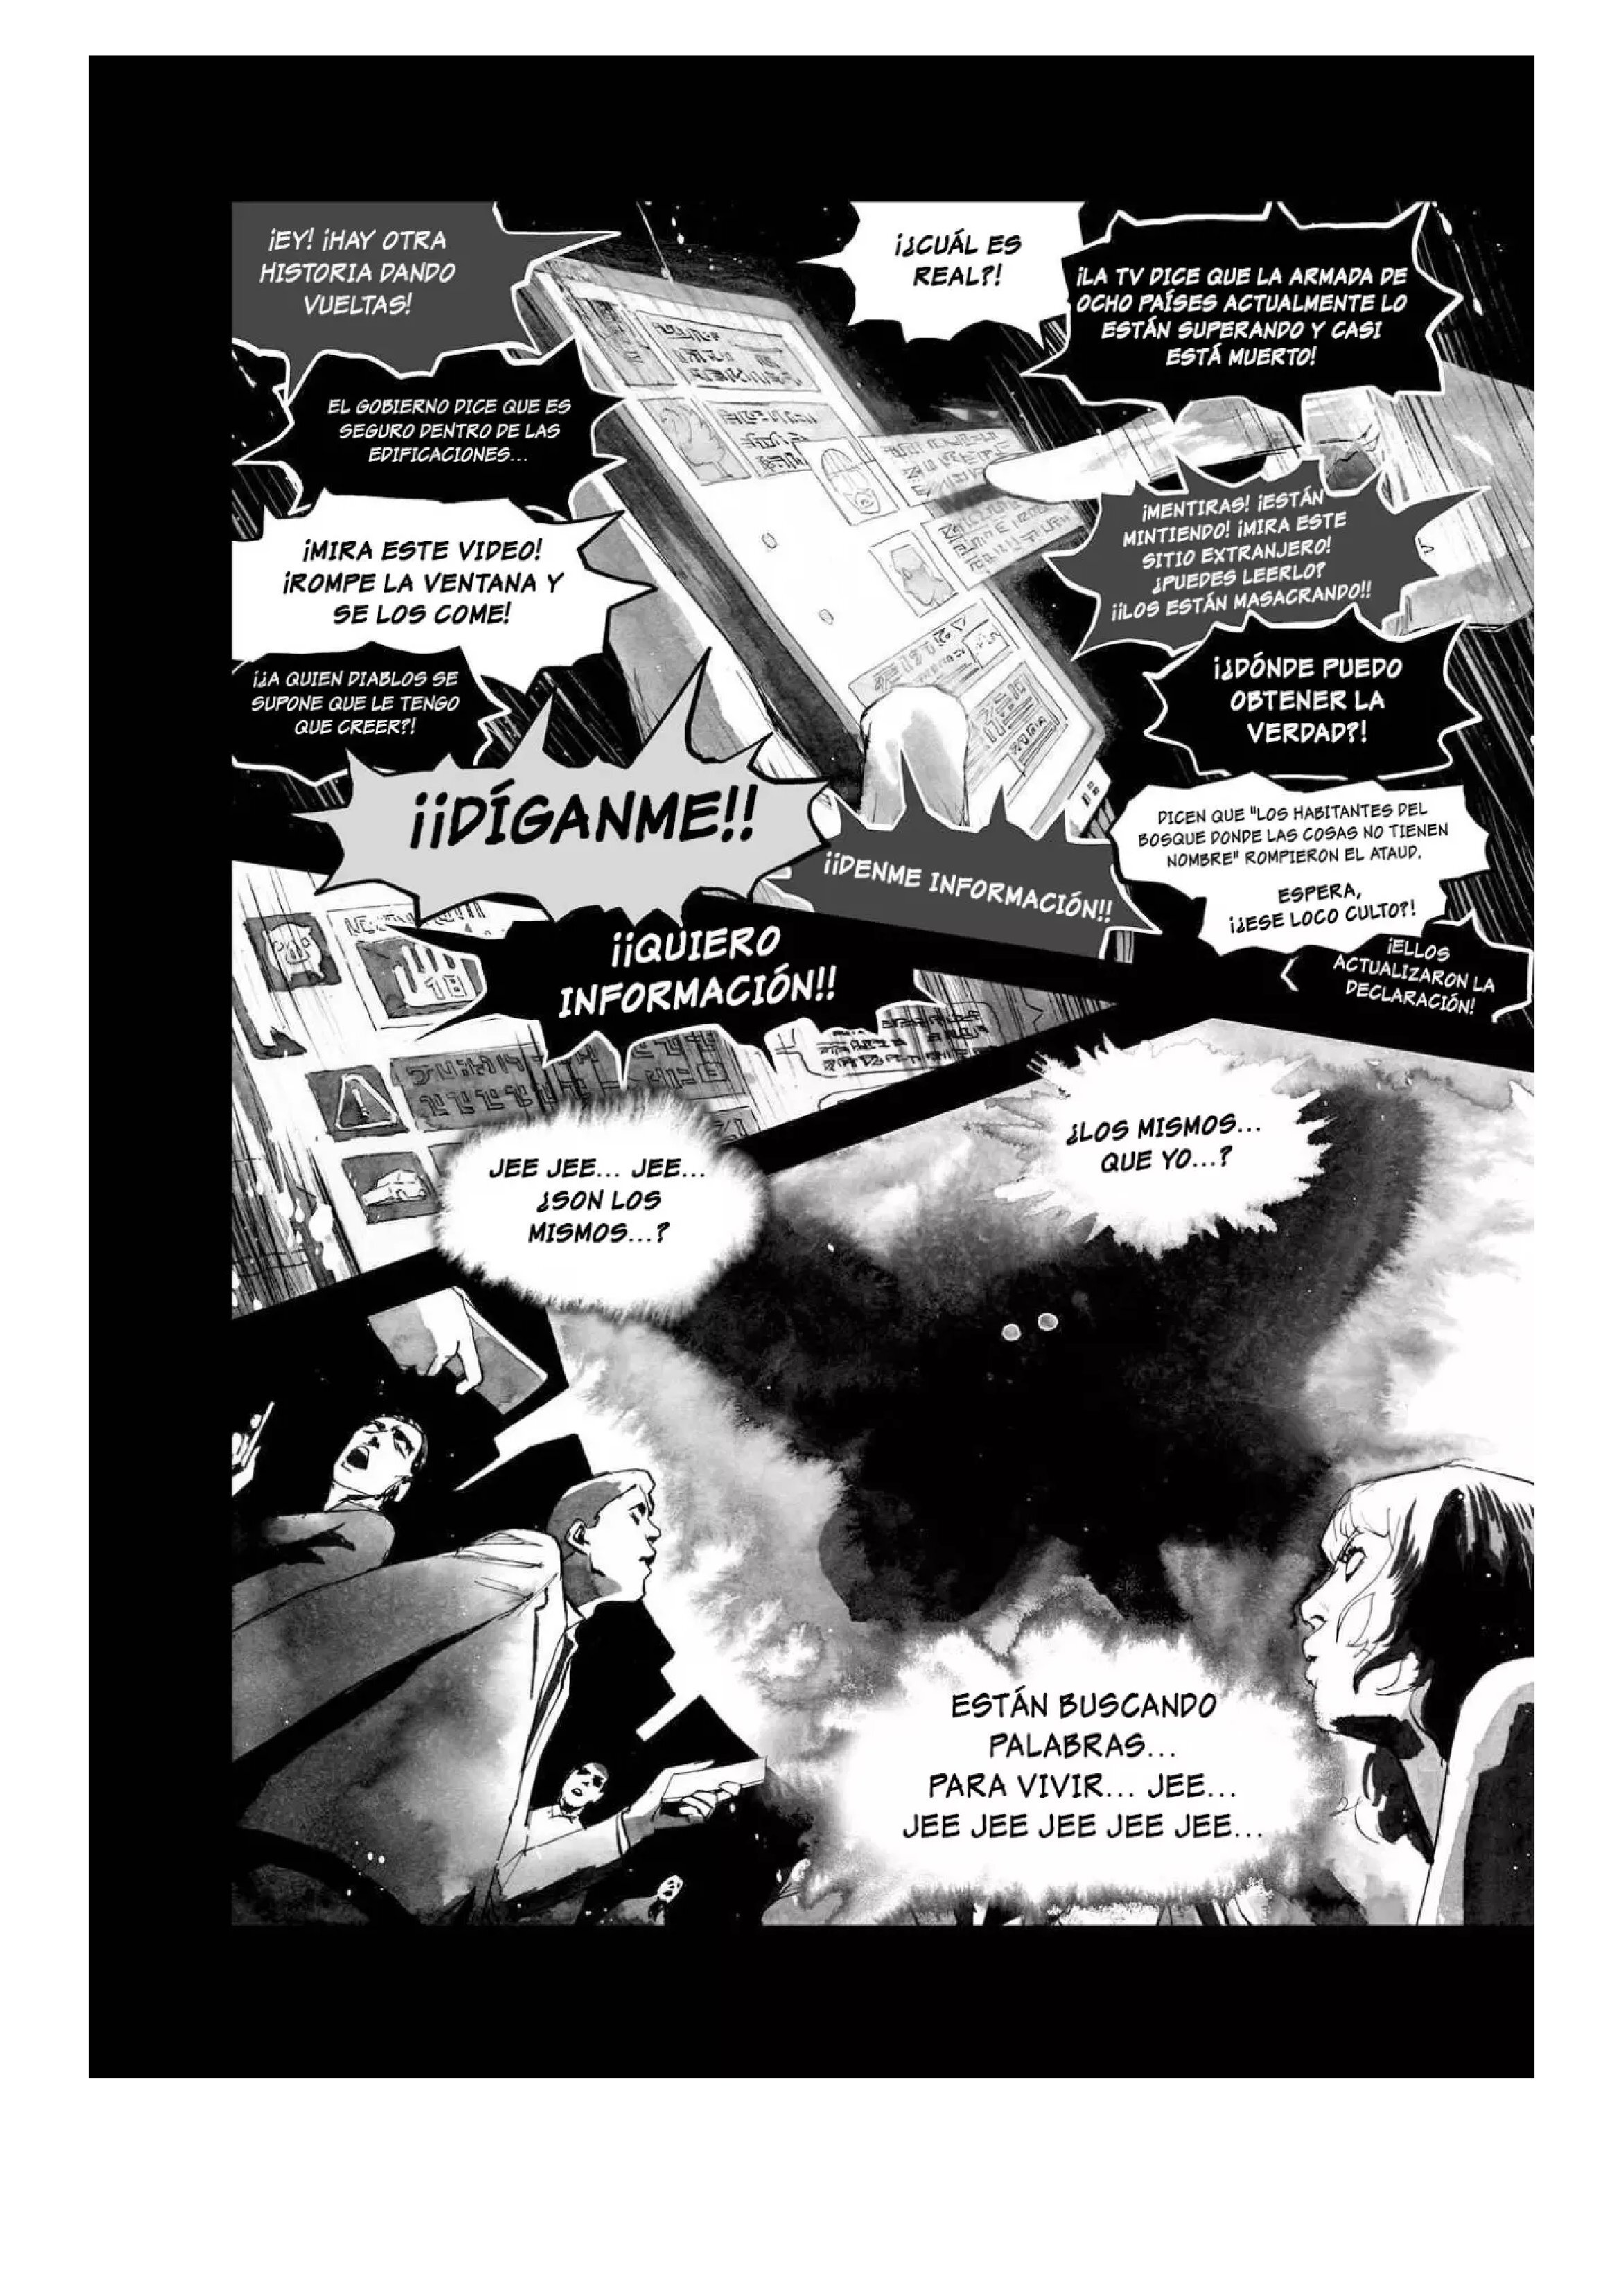 ¡EY! ¡HAY OTRA
HISTORIA DANDO
VUELTAS!
EL GOBIERNO DICE QUE ES
SEGURO DENTRO DE LAS
EDIFICACIONES...
¡MIRA ESTE VIDEO!
¡ROMPE LA VENTANA Y
SE LOS COME!
¡¿A QUIEN DIABLOS SE
SUPONE QUE LE TENGO
QUE CREER?!
¡¿CUÁL ES
REAL?!
¡LA TV DICE QUE LA ARMADA DE
OCHO PAÍSES ACTUALMENTE LO
ESTÁN SUPERANDO Y CASI
ESTÁ MUERTO!
¡MENTIRAS! ¡ESTÁN
MINTIENDO! ¡MIRA ESTE
SITIO EXTRANJERO!
¿PUEDES LEERLO?
¡¡LOS ESTÁN MASACRANDO!!
¡¿DÓNDE PUEDO
OBTENER LA
VERDAD?!
¡¡DÍGANME!!
¡¡DENME INFORMACIÓN!!
¡¡QUIERO
INFORMACIÓN!!
DICEN QUE "LOS HABITANTES DEL
BOSQUE DONDE LAS COSAS NO TIENEN
NOMBRE" ROMPIERON EL ATAUD.
ESPERA,
¡¿ESE LOCO CULTO?!
¡ELLOS
ACTUALIZARON LA
DECLARACIÓN!
JEE JEE... JEE...
¿SON LOS
MISMOS...?
¿LOS MISMOS...
QUE YO...?
ESTÁN BUSCANDO
PALABRAS...
PARA VIVIR... JEE...
JEE JEE JEE JEE JEE...